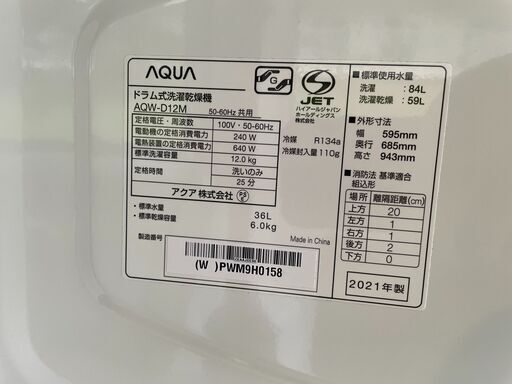 AQUA
ドラム式洗濯乾燥機
AQW-D12M 50-60Hz 共用
定格電圧・周波数 100V・50-60Hz
電動機の定格消費電力 240 W
電熱装置の定格消費電力 640 W
標準洗濯容量 12.0kg
定格時間 洗いのみ
25分
アクア 株式会社 PSE
・標準水量 36L
・標準乾燥容量 6.0kg
製造番号
Made in China
(W )PWM9H0158
G
JET
ハイアールジャパン
ホールディングス
株式会社
冷媒 R134a
冷媒封入量 110g
■標準使用水量
洗濯 : 84L
洗濯乾燥 : 59L
■外形寸法
幅 595mm
奥行 685mm
高さ 943mm
■消防法 基準適合
組込形
場所 離隔距離(cm)
上方 20
左方 1
右方 1
後方 2
下方 0
2021年製